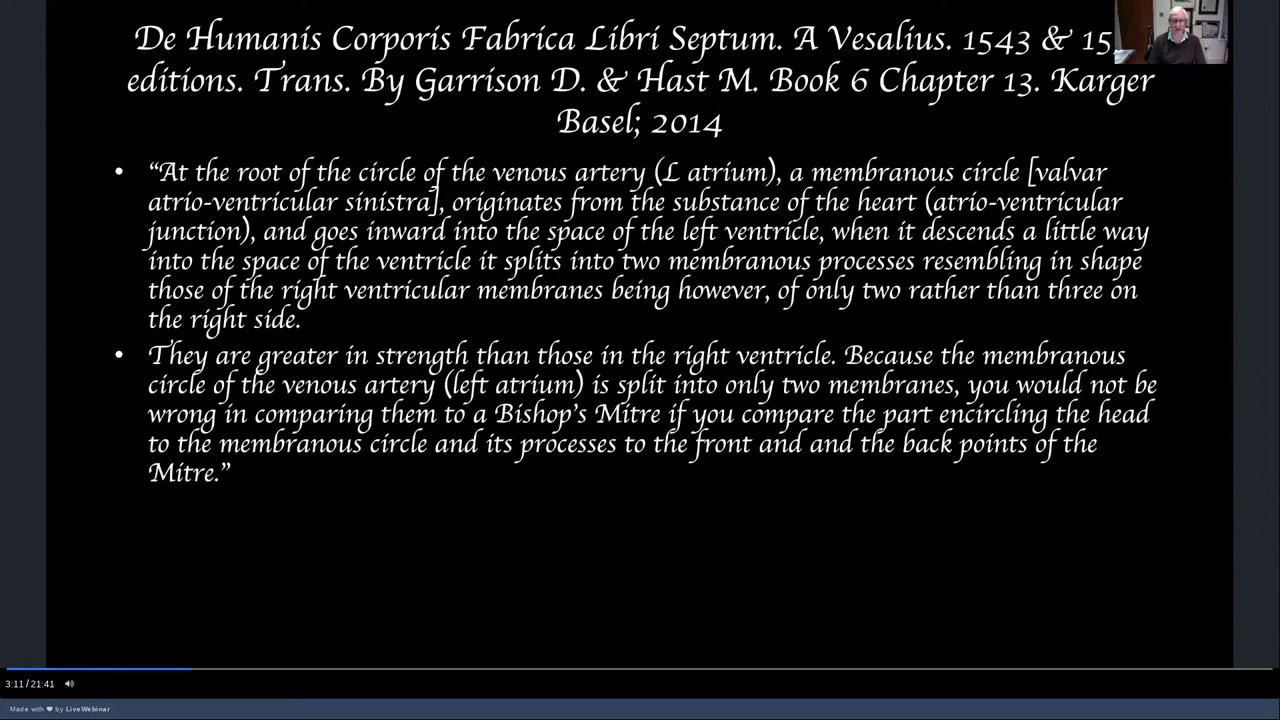 De Humanis Corporis Fabrica Libri Septum. A Vesalius. 1543 & 15
editions. Trans. By Garrison D. & Hast M. Book 6 Chapter 13. Karger
Basel; 2014
• “At the root of the circle of the venous artery (L atrium), a membranous circle [valvar
atrio-ventricular sinistra], originates from the substance of the heart (atrio-ventricular
junction), and goes inward into the space of the left ventricle, when it descends a little way
into the space of the ventricle it splits into two membranous processes resembling in shape
those of the right ventricular membranes being however, of only two rather than three on
the right side.
• They are greater in strength than those in the right ventricle. Because the membranous
circle of the venous artery (left atrium) is split into only two membranes, you would not be
wrong in comparing them to a Bishop’s Mitre if you compare the part encircling the head
to the membranous circle and its processes to the front and and the back points of the
Mitre.”
3:11 / 21:41
Made with ❤ by LiveWebinar